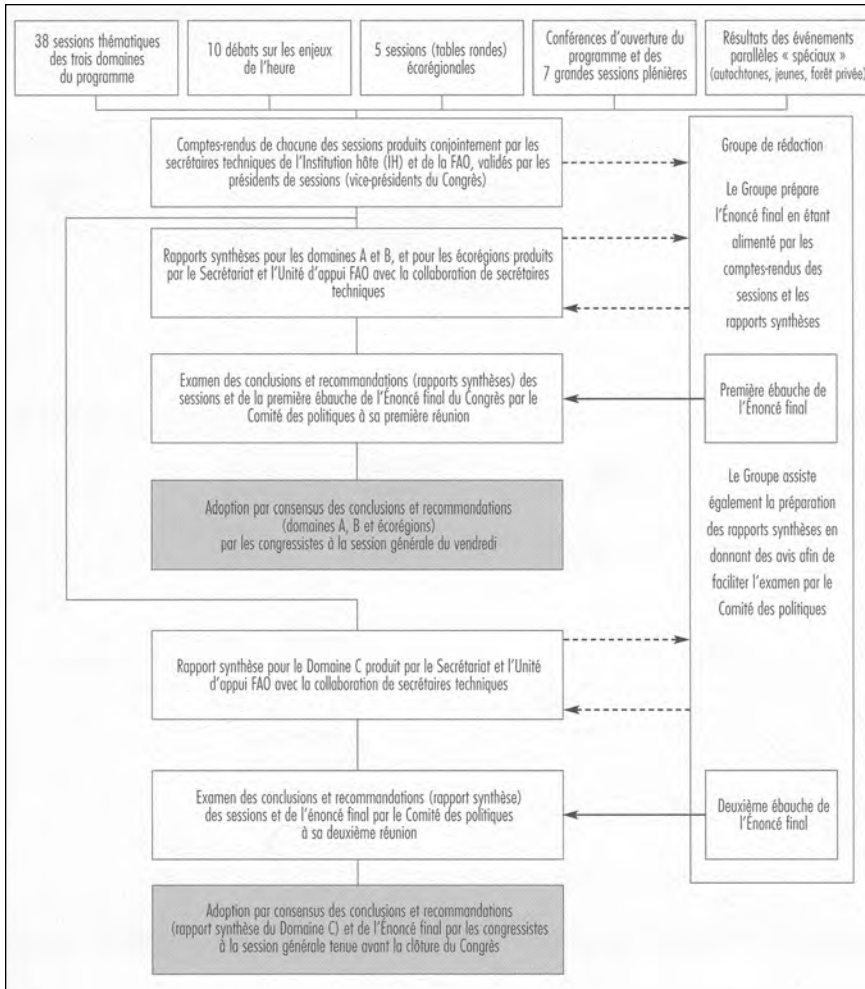 38 sessions thématiques
des trois domaines
du programme
10 débats sur les enjeux
de l'heure
5 sessions (tables rondes)
écorégionales
Conférences d'ouverture du
programme et des
7 grandes sessions plénières
Résultats des événements
parallèles « spéciaux »
(autochtones, jeunes, forêt privée)
Comptes-rendus de chacune des sessions produits conjointement par les
secrétaires techniques de l'Institution hôte (IH) et de la FAO, validés par les
présidents de sessions (vice-présidents du Congrès)
Rapports synthèses pour les domaines A et B, et pour les écorégions produits
par le Secrétariat et l'Unité d'appui FAO avec la collaboration de secrétaires
techniques
Examen des conclusions et recommandations (rapports synthèses) des
sessions et de la première ébauche de l'Énoncé final du Congrès par le
Comité des politiques à sa première réunion
Adoption par consensus des conclusions et recommandations
(domaines A, B et écorégions)
par les congressistes à la session générale du vendredi
Rapport synthèse pour le Domaine C produit par le Secrétariat et l'Unité
d'appui FAO avec la collaboration de secrétaires techniques
Examen des conclusions et recommandations (rapport synthèse)
des sessions et de l'énoncé final par le Comité des politiques
à sa deuxième réunion
Adoption par consensus des conclusions et recommandations
(rapport synthèse du Domaine C) et de l'Énoncé final par les congressistes
à la session générale tenue avant la clôture du Congrès
Groupe de rédaction
Le Groupe prépare
l'Énoncé final en étant
alimenté par les
comptes-rendus des
sessions et les
rapports synthèses
Première ébauche de
l'Énoncé final
Le Groupe assiste
également la préparation
des rapports synthèses en
donnant des avis afin de
faciliter l'examen par le
Comité des politiques
Deuxième ébauche de
l'Énoncé final